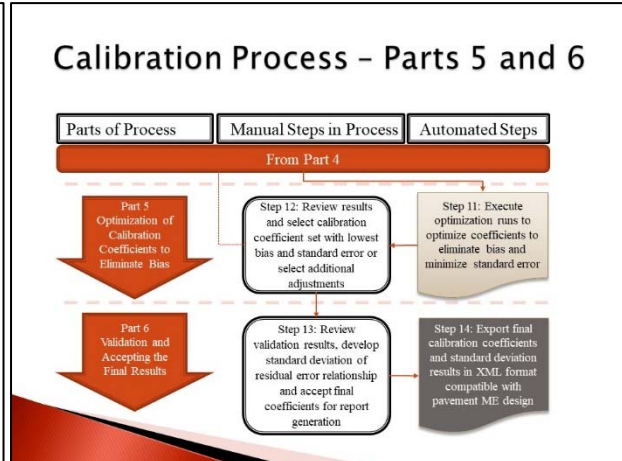 Calibration Process – Parts 5 and 6
Parts of Process
Manual Steps in Process
Automated Steps
From Part 4
Part 5
Optimization of
Calibration
Coefficients to
Eliminate Bias
Step 12: Review results
and select calibration
coefficient set with lowest
bias and standard error or
select additional
adjustments
Step 11: Execute
optimization runs to
optimize coefficients to
eliminate bias and
minimize standard error
Part 6
Validation and
Accepting the
Final Results
Step 13: Review
validation results, develop
standard deviation of
residual error relationship
and accept final
coefficients for report
generation
Step 14: Export final
calibration coefficients
and standard deviation
results in XML format
compatible with
pavement ME design